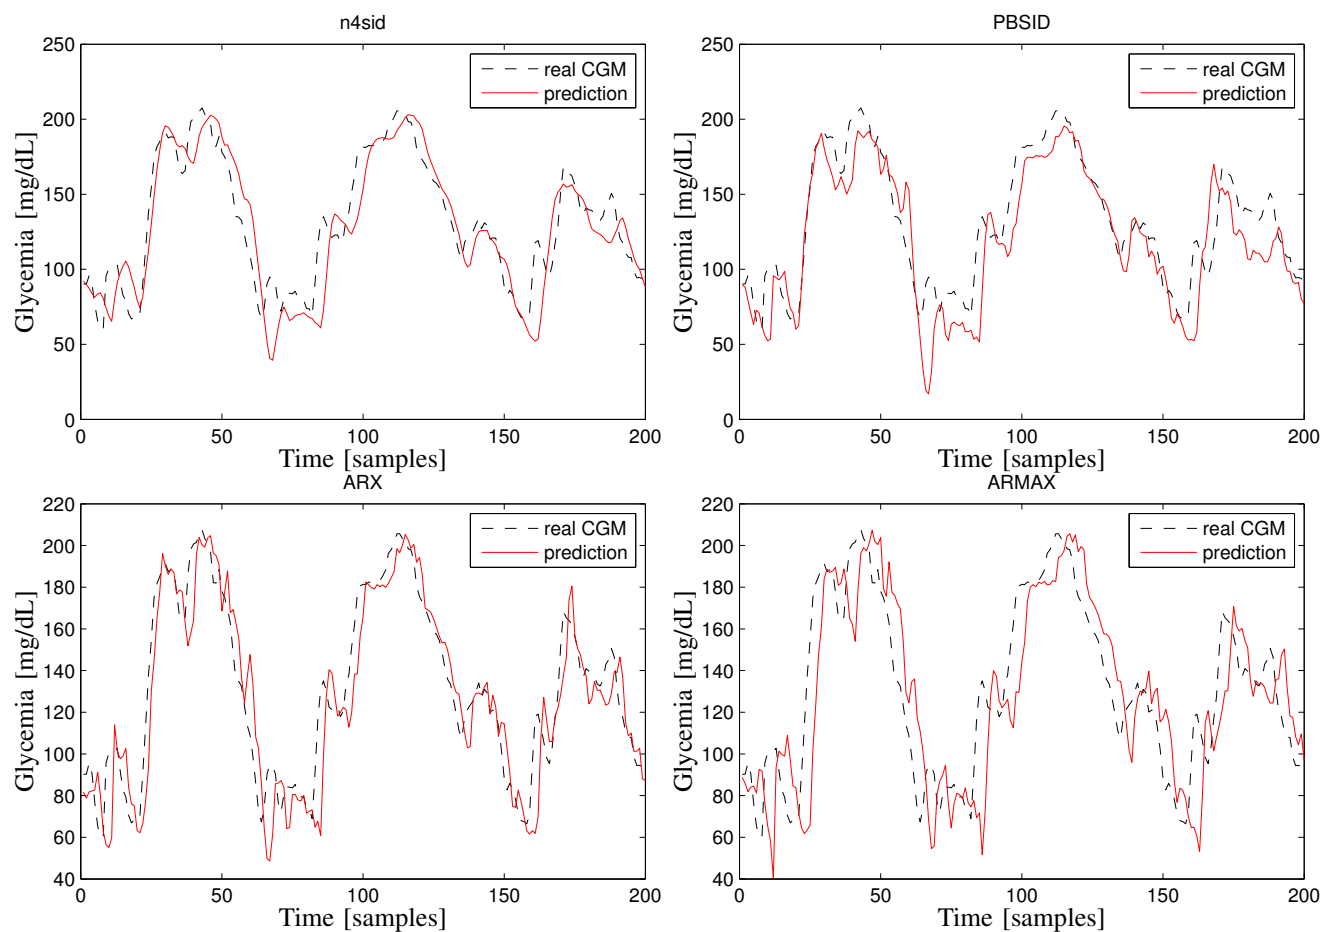 n4sid
250
200
150
100
50
0
Glycemia [mg/dL]
real CGM
prediction
0 50 100 150 200
Time [samples]
PBSID
250
200
150
100
50
0
Glycemia [mg/dL]
real CGM
prediction
0 50 100 150 200
Time [samples]
ARX
220
200
180
160
140
120
100
80
60
40
Glycemia [mg/dL]
real CGM
prediction
0 50 100 150 200
Time [samples]
ARMAX
220
200
180
160
140
120
100
80
60
40
Glycemia [mg/dL]
real CGM
prediction
0 50 100 150 200
Time [samples]